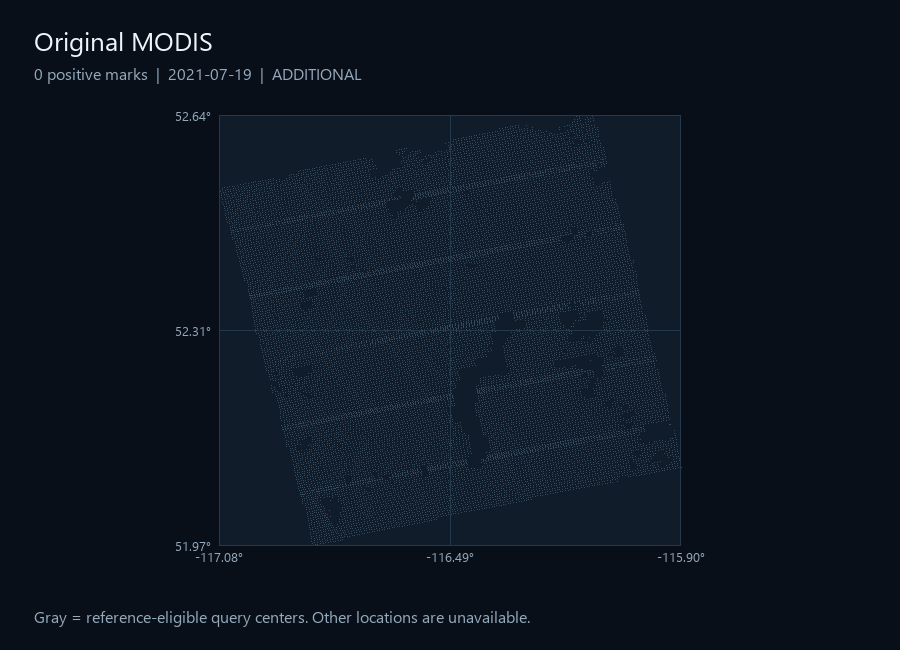 Original MODIS
0 positive marks | 2021-07-19 | ADDITIONAL
52.64°
52.31°
51.97°
-117.08°
-116.49°
-115.90°
Gray = reference-eligible query centers. Other locations are unavailable.